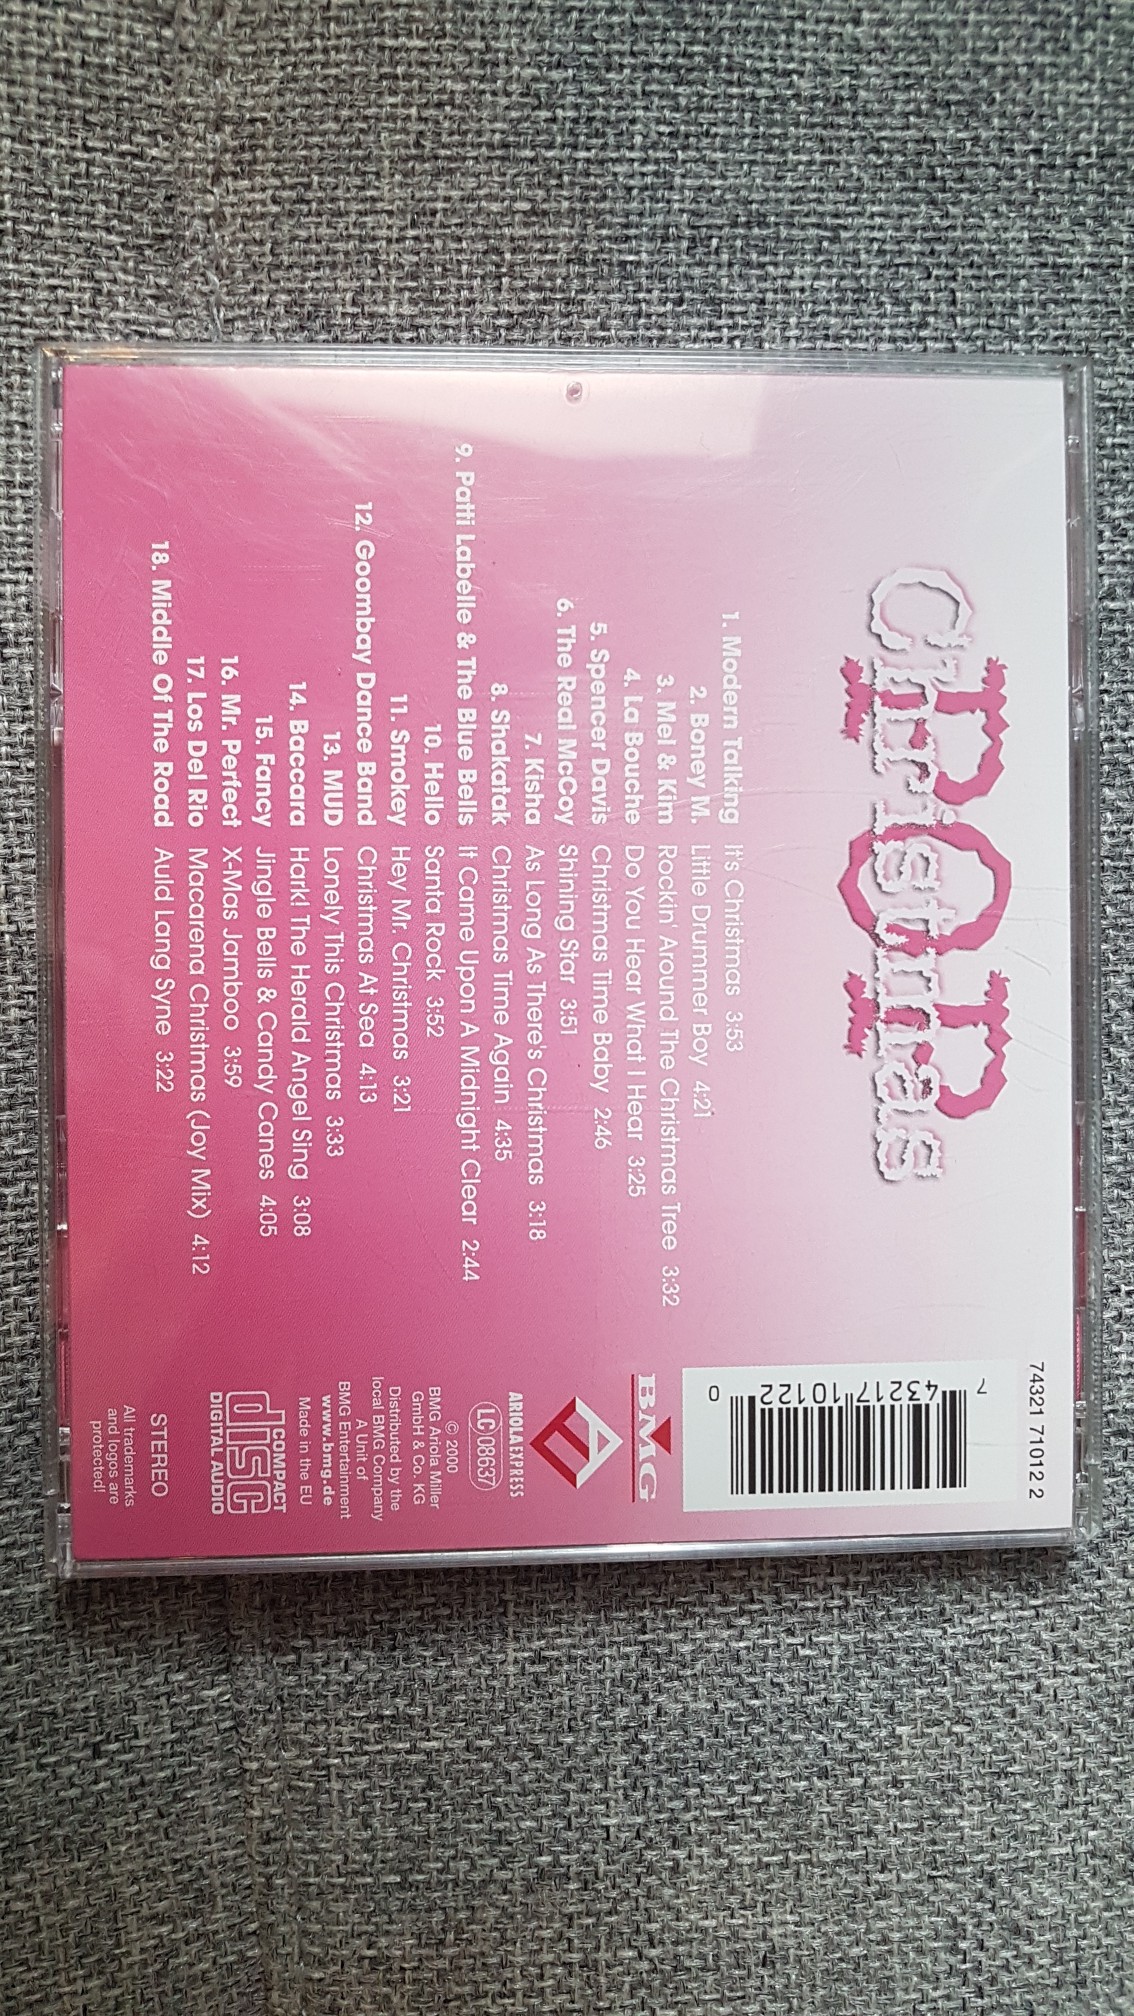 POP
Christmas
1. Modern Talking It's Christmas 3:53
2. Boney M. Little Drummer Boy 4:21
3. Mel & Kim Rockin' Around The Christmas Tree 3:32
4. La Bouche Do You Hear What I Hear 3:25
5. Spencer Davis Christmas Time Baby 2:46
6. The Real McCoy Shining Star 3:51
7. Kisha As Long As There's Christmas 3:18
8. Shakatak Christmas Time Again 4:35
9. Patti Labelle & The Blue Bells It Came Upon A Midnight Clear 2:44
10. Hello Santa Rock 3:52
11. Smokey Hey Mr. Christmas 3:21
12. Goombay Dance Band Christmas At Sea 4:13
13. MUD Lonely This Christmas 3:33
14. Baccara Hark! The Herald Angel Sing 3:08
15. Fancy Jingle Bells & Candy Canes 4:05
16. Mr. Perfect X-Mas Jamboo 3:59
17. Los Del Rio Macarena Christmas (Joy Mix) 4:12
18. Middle Of The Road Auld Lang Syne 3:22
74321 71012 2
7 43217 10122 0
BMG
ARIOLA EXPRESS
LC 08637
© 2000
BMG Ariola Miller
GmbH & Co. KG
Distributed by the
local BMG Company
A Unit of
BMG Entertainment
www.bmg.de
Made in the EU
COMPACT
disc
DIGITAL AUDIO
STEREO
All trademarks
and logos are
protected!